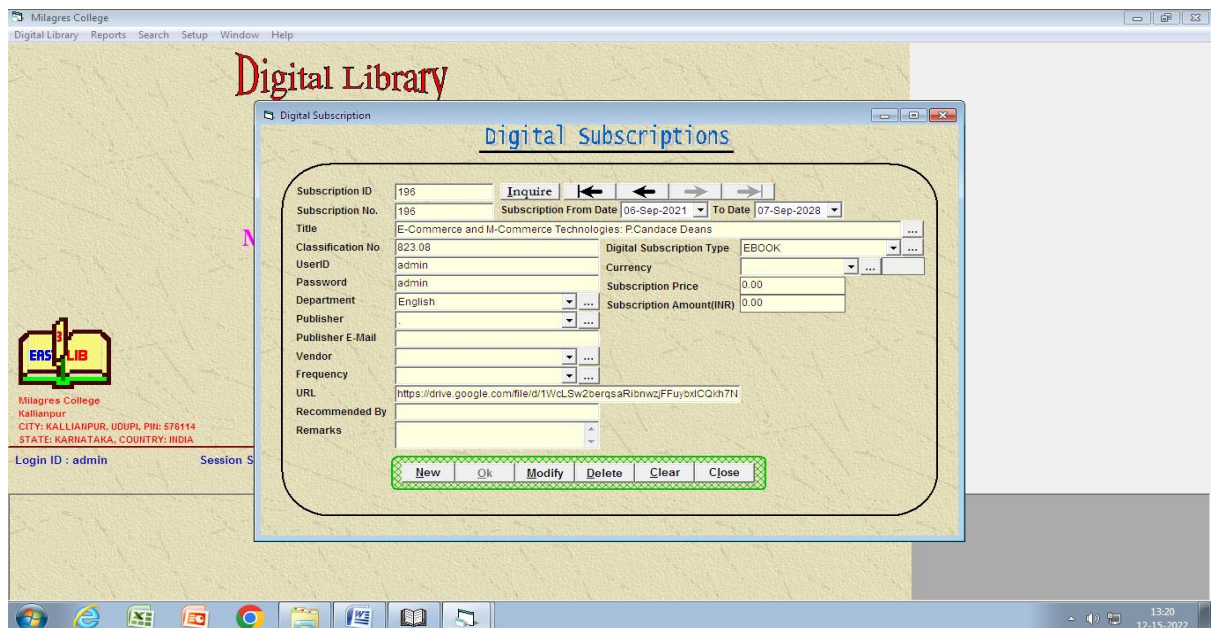 Milagres College
Digital Library Reports Search Setup Window Help
Digital Library
Digital Subscription
Digital Subscriptions
Subscription ID 196 Inquire
Subscription No. 196 Subscription From Date 06-Sep-2021 To Date 07-Sep-2028
Title E-Commerce and M-Commerce Technologies: P.Candace Deans ...
Classification No 823.08 Digital Subscription Type EBOOK ...
UserID admin Currency ...
Password admin Subscription Price 0.00
Department English ... Subscription Amount(INR) 0.00
Publisher . ...
Publisher E-Mail
Vendor ...
Frequency ...
URL https://drive.google.com/file/d/1WcLSw2berqsaRibnwzjFFuybxlCQkh7N
Recommended By
Remarks
New Ok Modify Delete Clear Close
M
EASY LIB
Milagres College
Kallianpur
CITY: KALLIANPUR, UDUPI, PIN: 576114
STATE: KARNATAKA, COUNTRY: INDIA
Login ID : admin Session S
13:20
12-15-2022